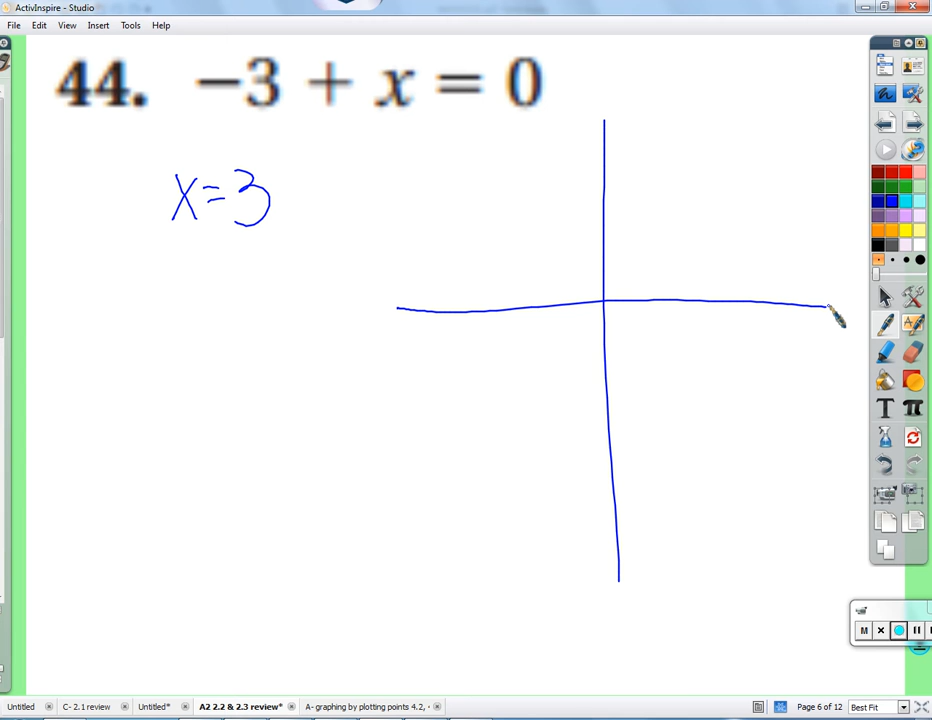 ActivInspire - Studio
File Edit View Insert Tools Help
44. −3 + x = 0
x=3
T π
M
Untitled C- 2.1 review Untitled* A2 2.2 & 2.3 review* A- graphing by plotting points 4.2, Page 6 of 12 Best Fit